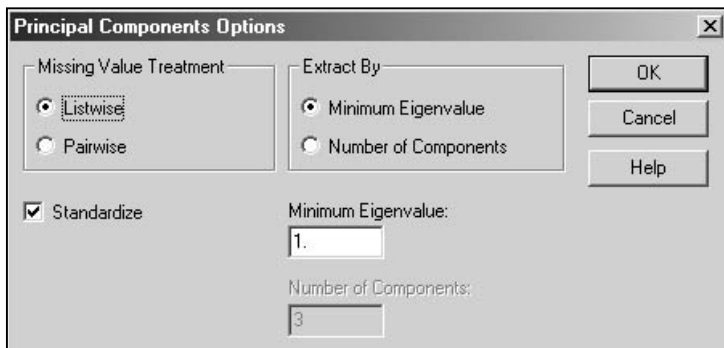 Principal Components Options
Missing Value Treatment
Listwise
Pairwise
Extract By
Minimum Eigenvalue
Number of Components
OK
Cancel
Help
Standardize
Minimum Eigenvalue:
1.
Number of Components:
3